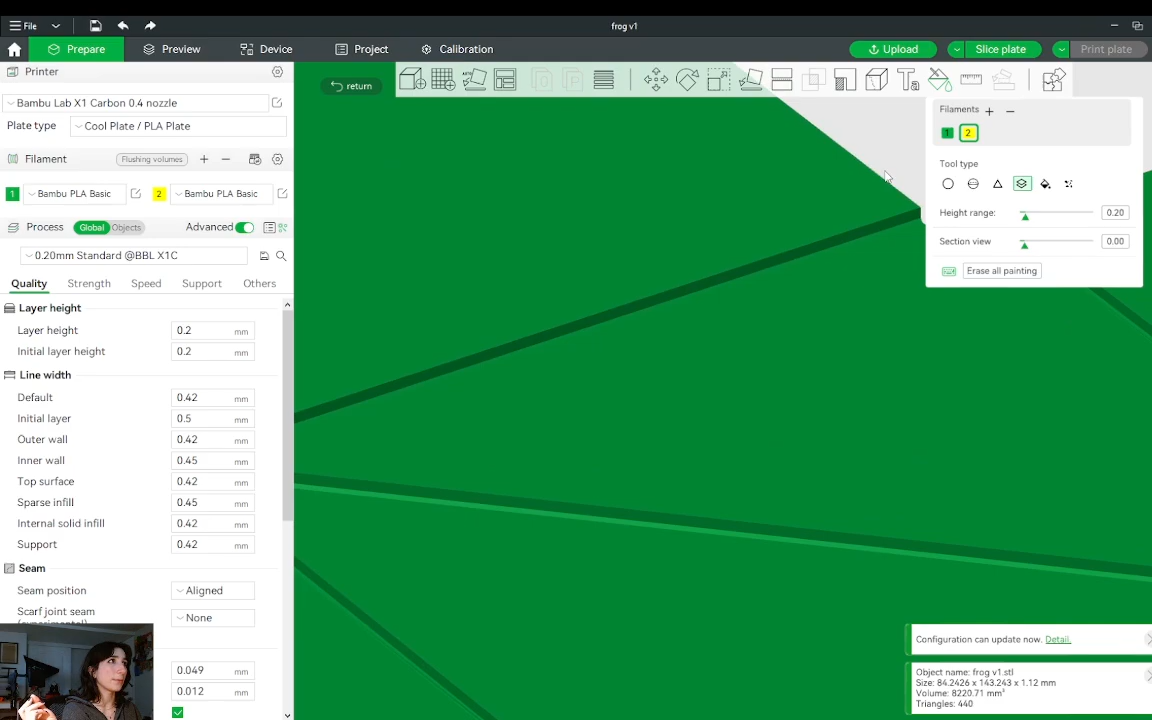 File
frog v1
Prepare
Preview
Device
Project
Calibration
Upload
Slice plate
Print plate
Printer
return
Bambu Lab X1 Carbon 0.4 nozzle
Plate type
Cool Plate / PLA Plate
Filament
Flushing volumes
1
Bambu PLA Basic
2
Bambu PLA Basic
Process
Global
Objects
Advanced
0.20mm Standard @BBL X1C
Quality
Strength
Speed
Support
Others
Layer height
Layer height
0.2
mm
Initial layer height
0.2
mm
Line width
Default
0.42
mm
Initial layer
0.5
mm
Outer wall
0.42
mm
Inner wall
0.45
mm
Top surface
0.42
mm
Sparse infill
0.45
mm
Internal solid infill
0.42
mm
Support
0.42
mm
Seam
Seam position
Aligned
Scarf joint seam
None
0.049
mm
0.012
mm
Filaments
1
2
Tool type
Height range:
0.20
Section view
0.00
Erase all painting
Configuration can update now. Detail.
Object name: frog v1.stl
Size: 84.2426 x 143.243 x 1.12 mm
Volume: 8220.71 mm³
Triangles: 440